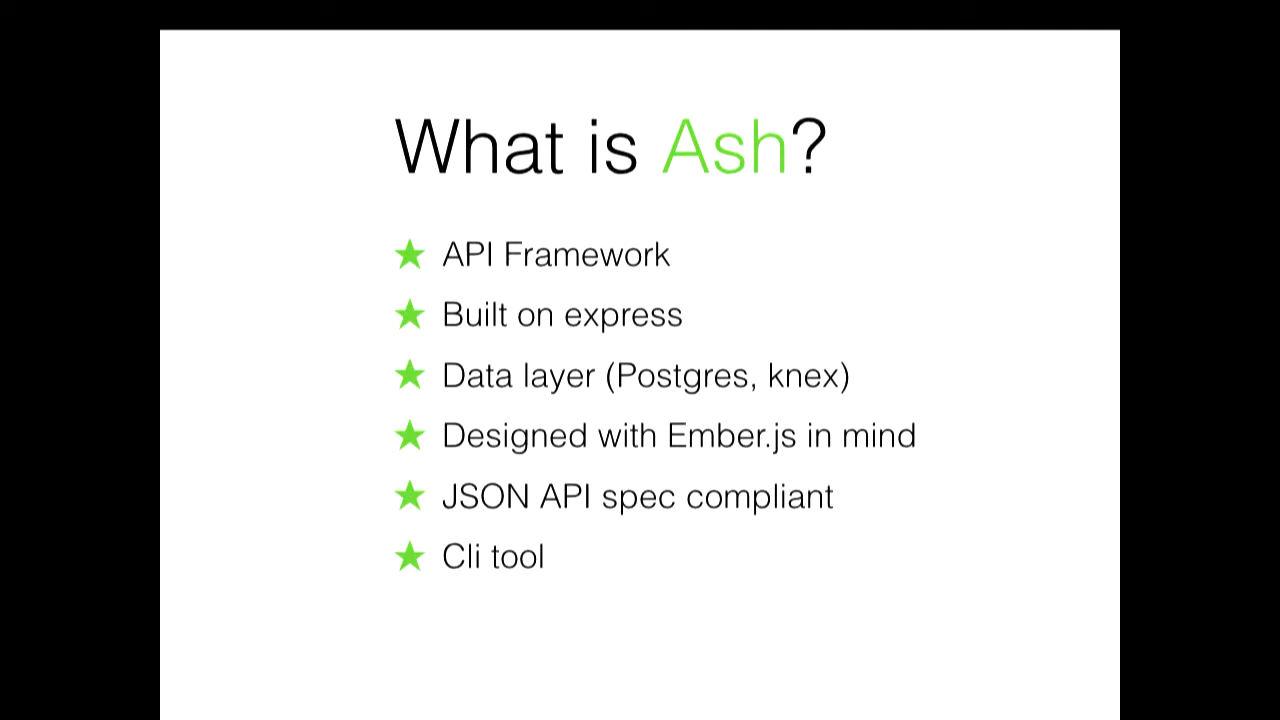 What is Ash?
API Framework
Built on express
Data layer (Postgres, knex)
Designed with Ember.js in mind
JSON API spec compliant
Cli tool